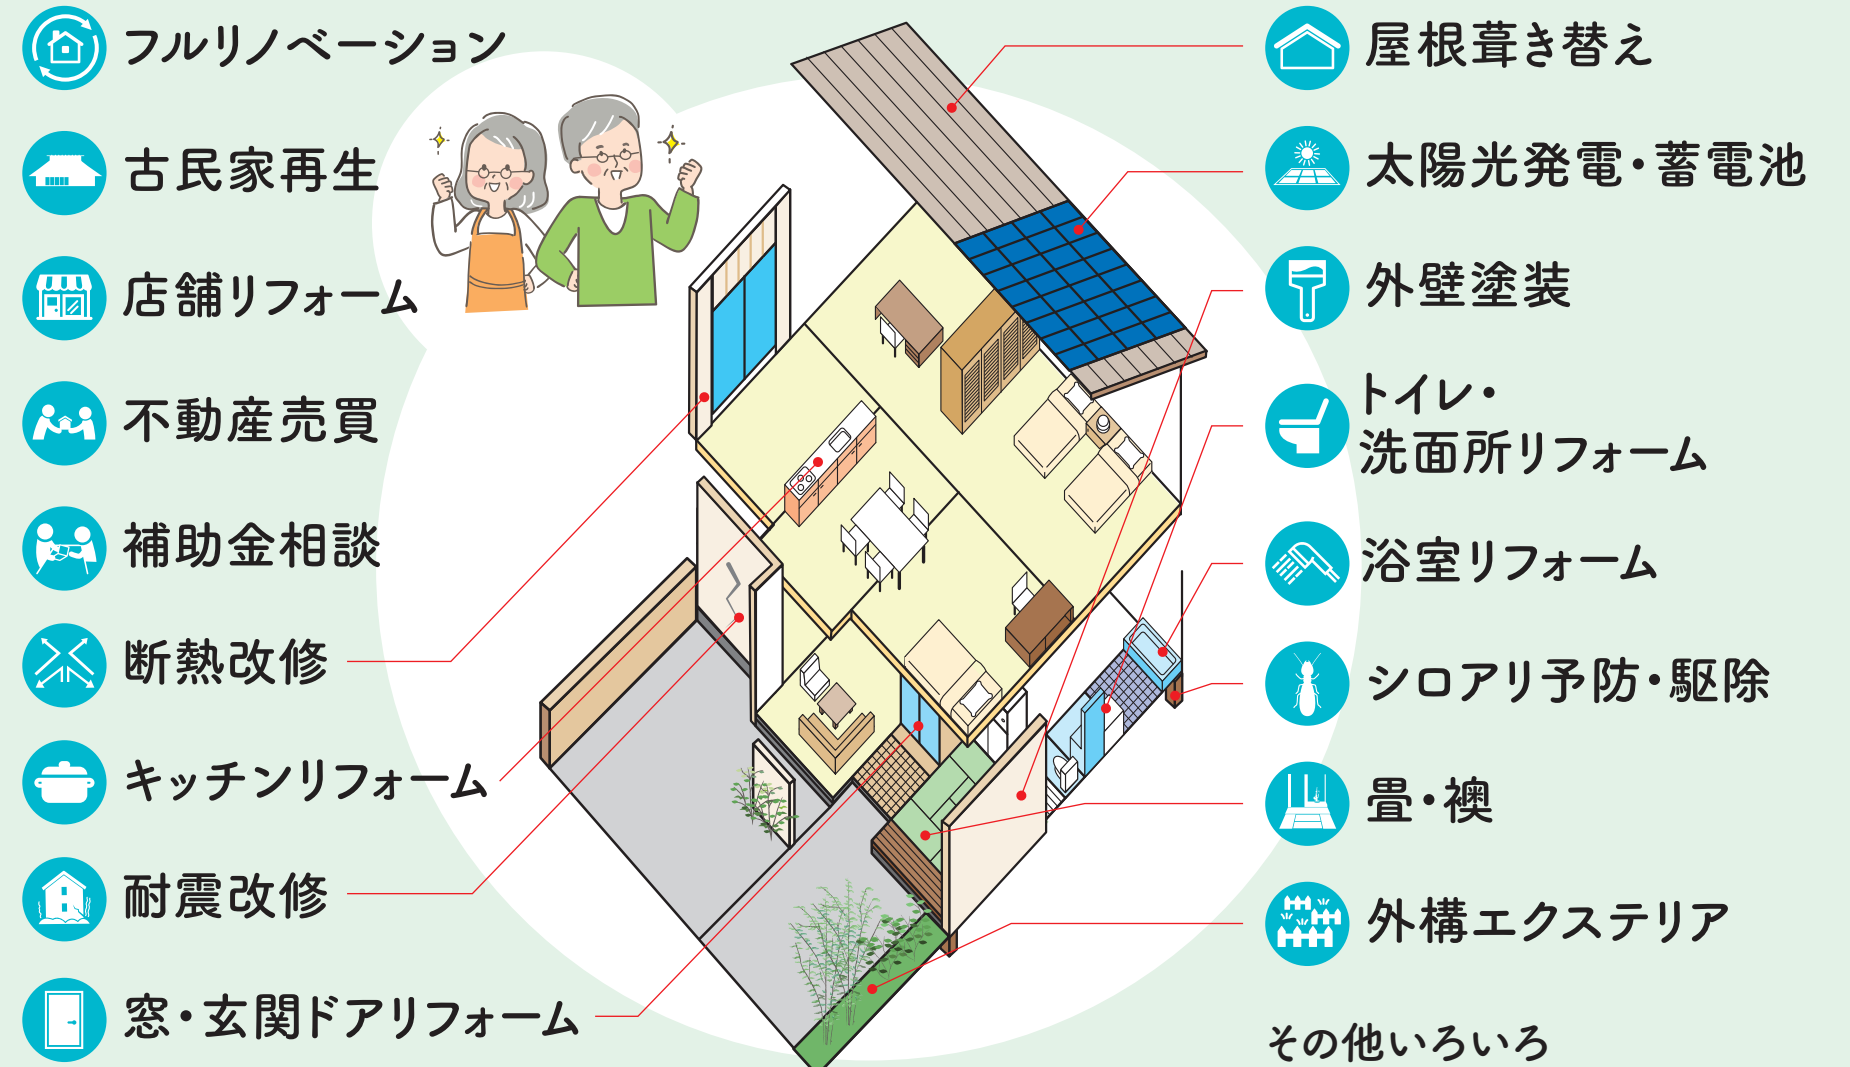 フルリノベーション
古民家再生
店舗リフォーム
不動産売買
補助金相談
断熱改修
キッチンリフォーム
耐震改修
窓・玄関ドアリフォーム
屋根葺き替え
太陽光発電・蓄電池
外壁塗装
トイレ・
洗面所リフォーム
浴室リフォーム
シロアリ予防・駆除
畳・襖
外構エクステリア
その他いろいろ